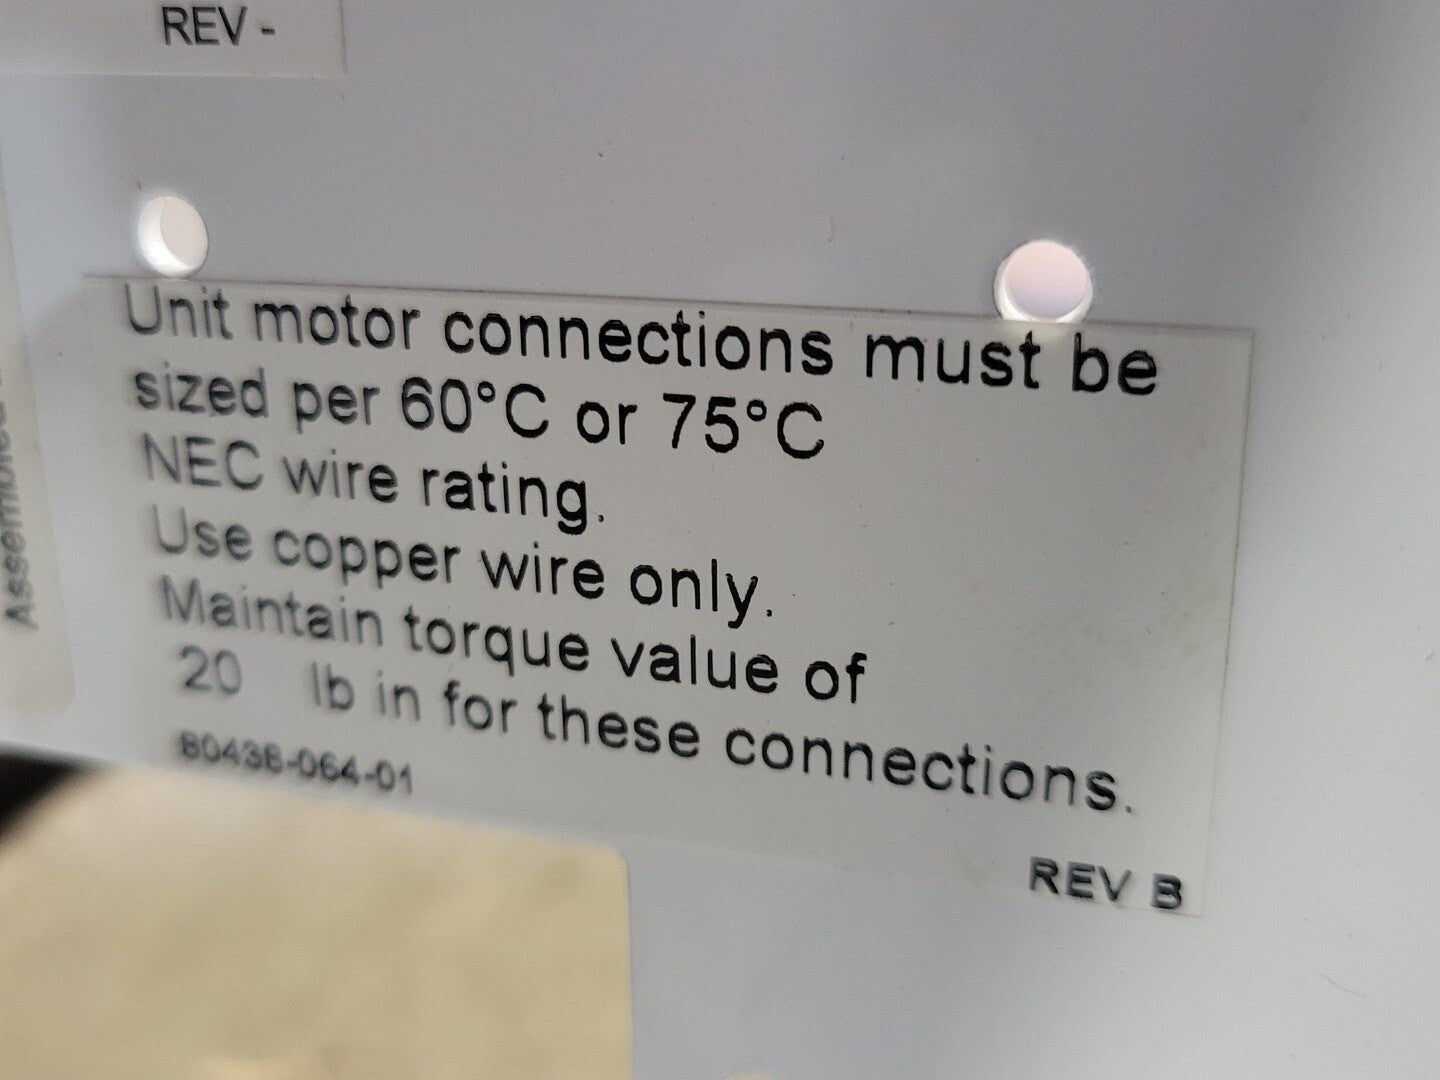 REV -
Unit motor connections must be
sized per 60°C or 75°C
NEC wire rating.
Use copper wire only.
Maintain torque value of
20 lb in for these connections.
80436-064-01
REV B